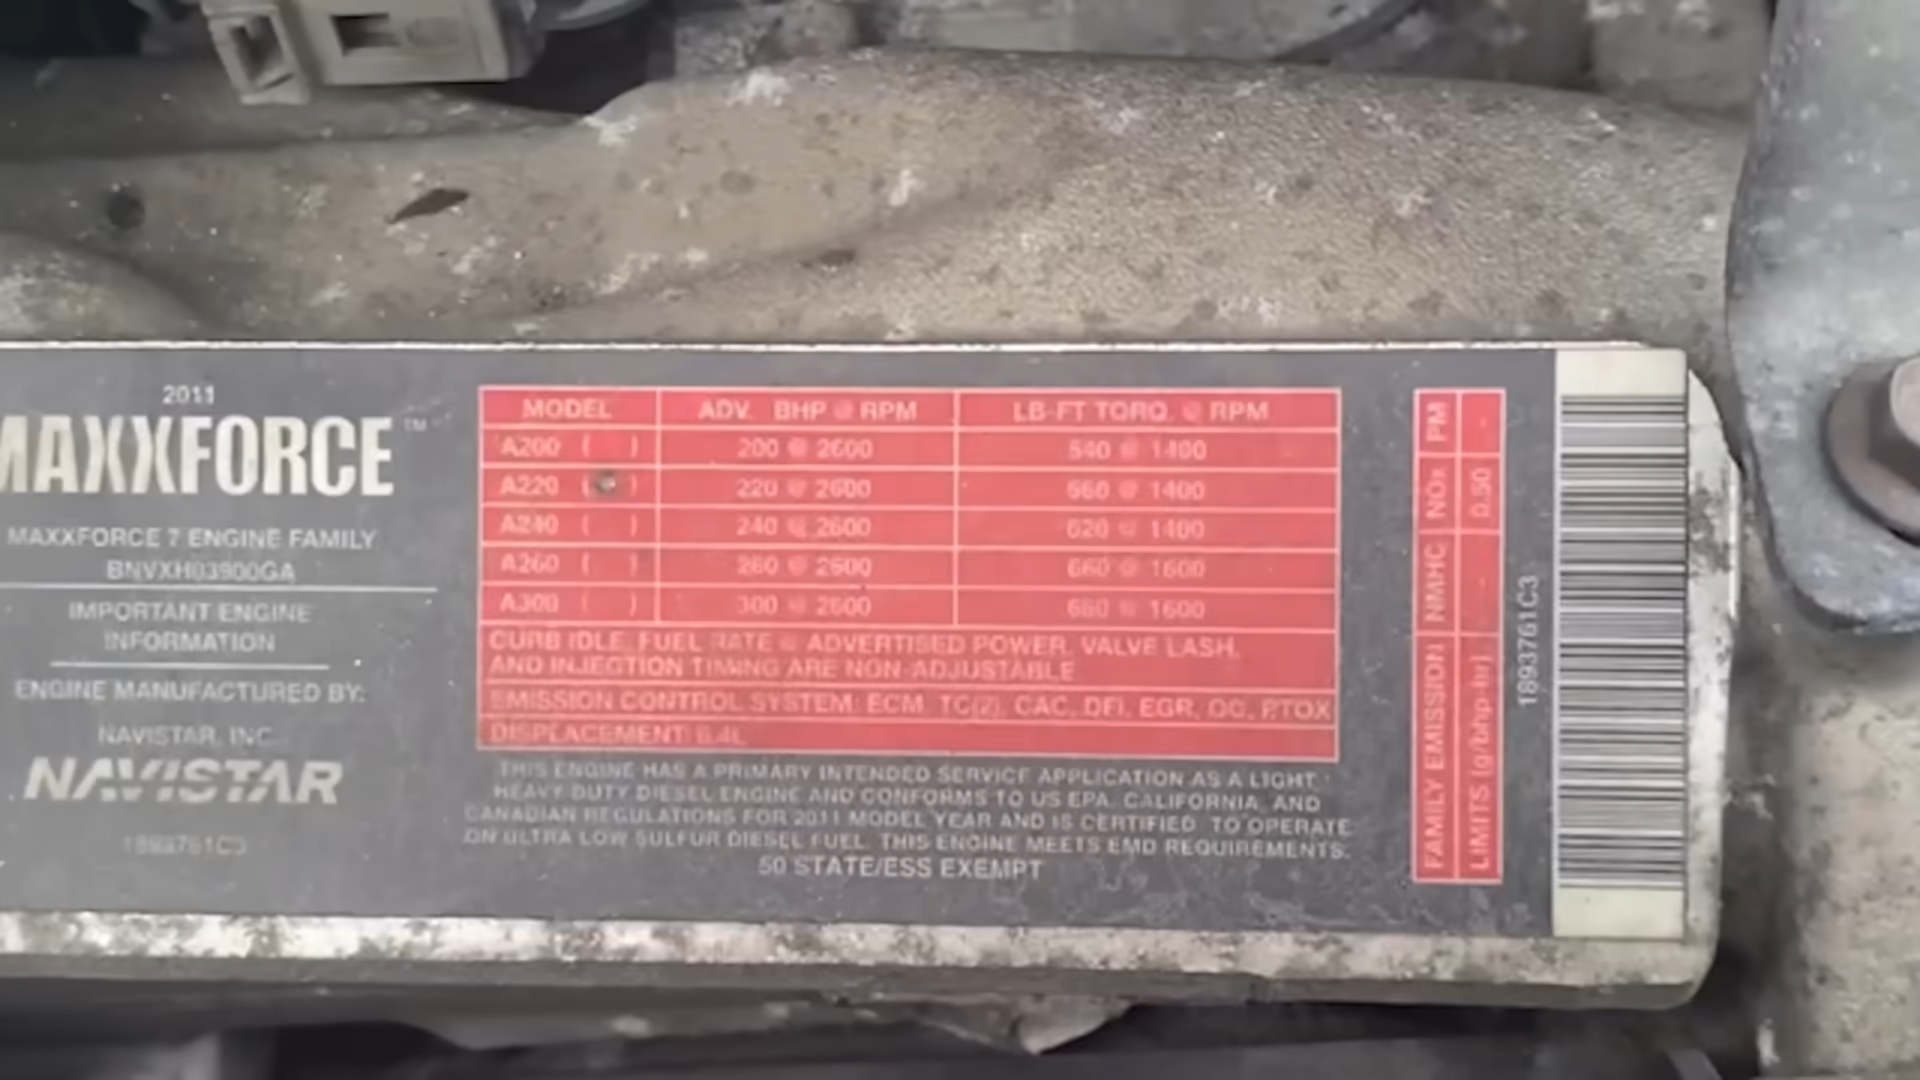 2011
MAXXFORCE™
MAXXFORCE 7 ENGINE FAMILY
BNVXH03900GA
IMPORTANT ENGINE
INFORMATION
ENGINE MANUFACTURED BY:
NAVISTAR, INC.
NAVISTAR
1893761C3
MODEL ADV. BHP @ RPM LB-FT TORQ. @ RPM
A200 ( ) 200 @ 2600 540 @ 1400
A220 ( ) 220 @ 2600 560 @ 1400
A240 ( ) 240 @ 2600 620 @ 1400
A260 ( ) 260 @ 2600 660 @ 1600
A300 ( ) 300 @ 2600 660 @ 1600
CURB IDLE, FUEL RATE @ ADVERTISED POWER, VALVE LASH,
AND INJECTION TIMING ARE NON-ADJUSTABLE
EMISSION CONTROL SYSTEM: ECM, TC(2), CAC, DFI, EGR, OC, PTOX
DISPLACEMENT: 6.4L
THIS ENGINE HAS A PRIMARY INTENDED SERVICE APPLICATION AS A LIGHT,
HEAVY-DUTY DIESEL ENGINE AND CONFORMS TO US EPA, CALIFORNIA, AND
CANADIAN REGULATIONS FOR 2011 MODEL YEAR AND IS CERTIFIED TO OPERATE
ON ULTRA LOW SULFUR DIESEL FUEL. THIS ENGINE MEETS EMD REQUIREMENTS.
50 STATE/ESS EXEMPT
FAMILY EMISSION NMHC NOx PM
LIMITS (g/bhp-hr) - 0.50 -
1893761C3